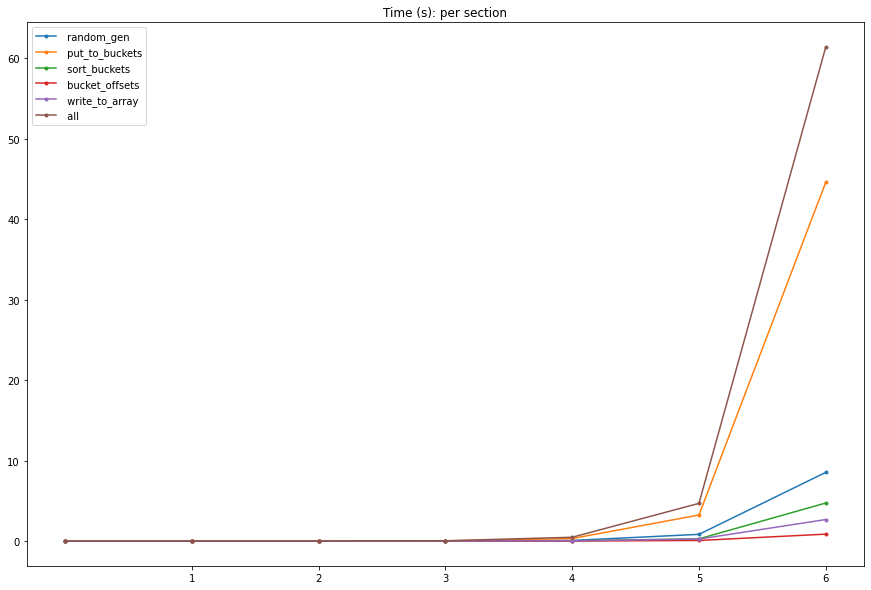 Time (s): per section
random_gen
put_to_buckets
sort_buckets
bucket_offsets
write_to_array
all
60
50
40
30
20
10
0
1 2 3 4 5 6